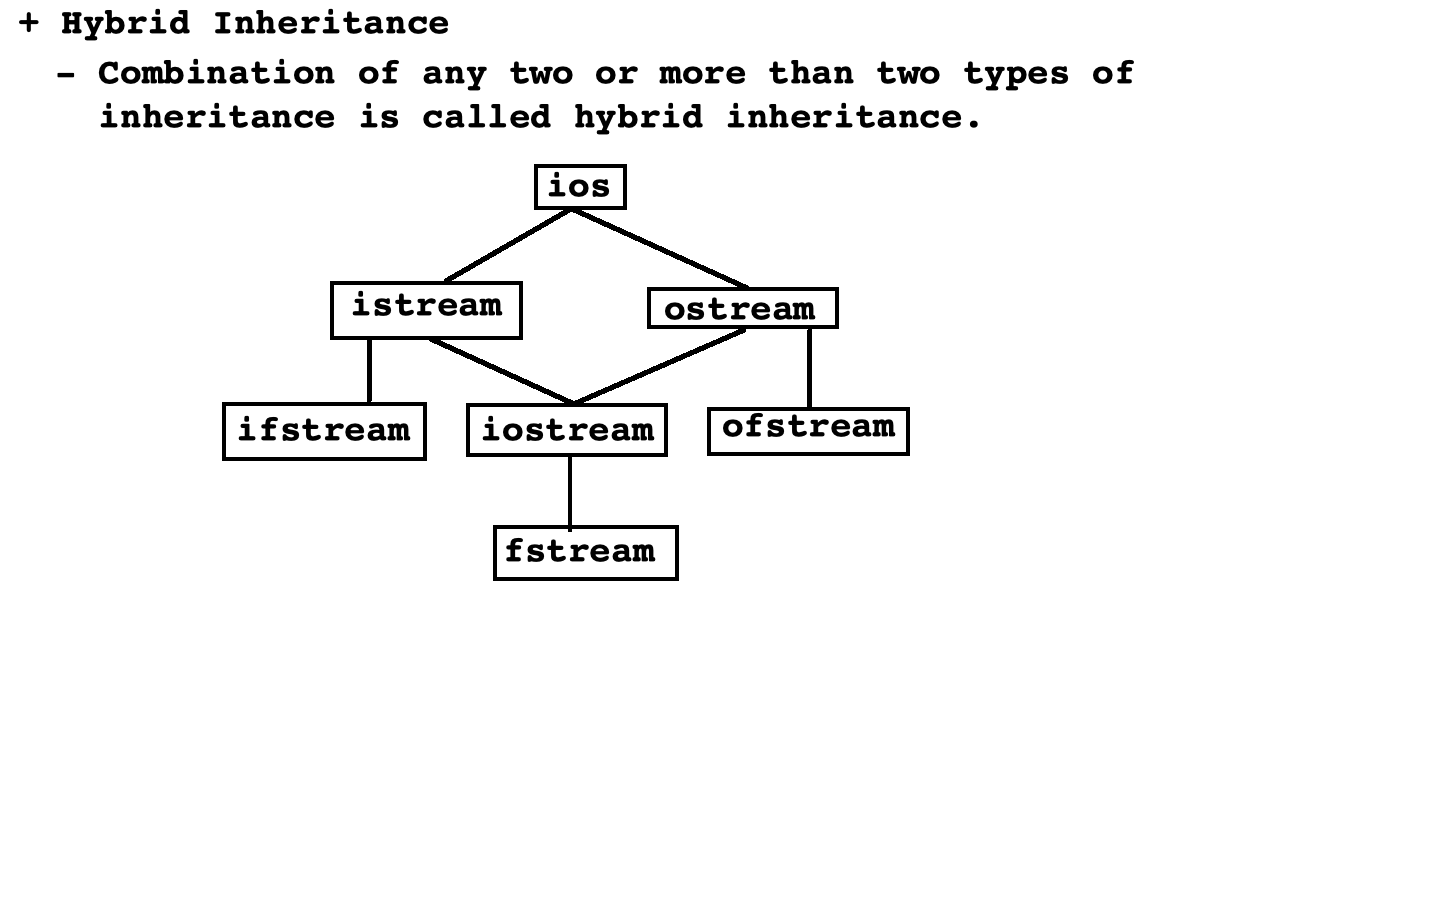 + Hybrid Inheritance
- Combination of any two or more than two types of
inheritance is called hybrid inheritance.
ios
istream
ostream
ifstream
iostream
ofstream
fstream